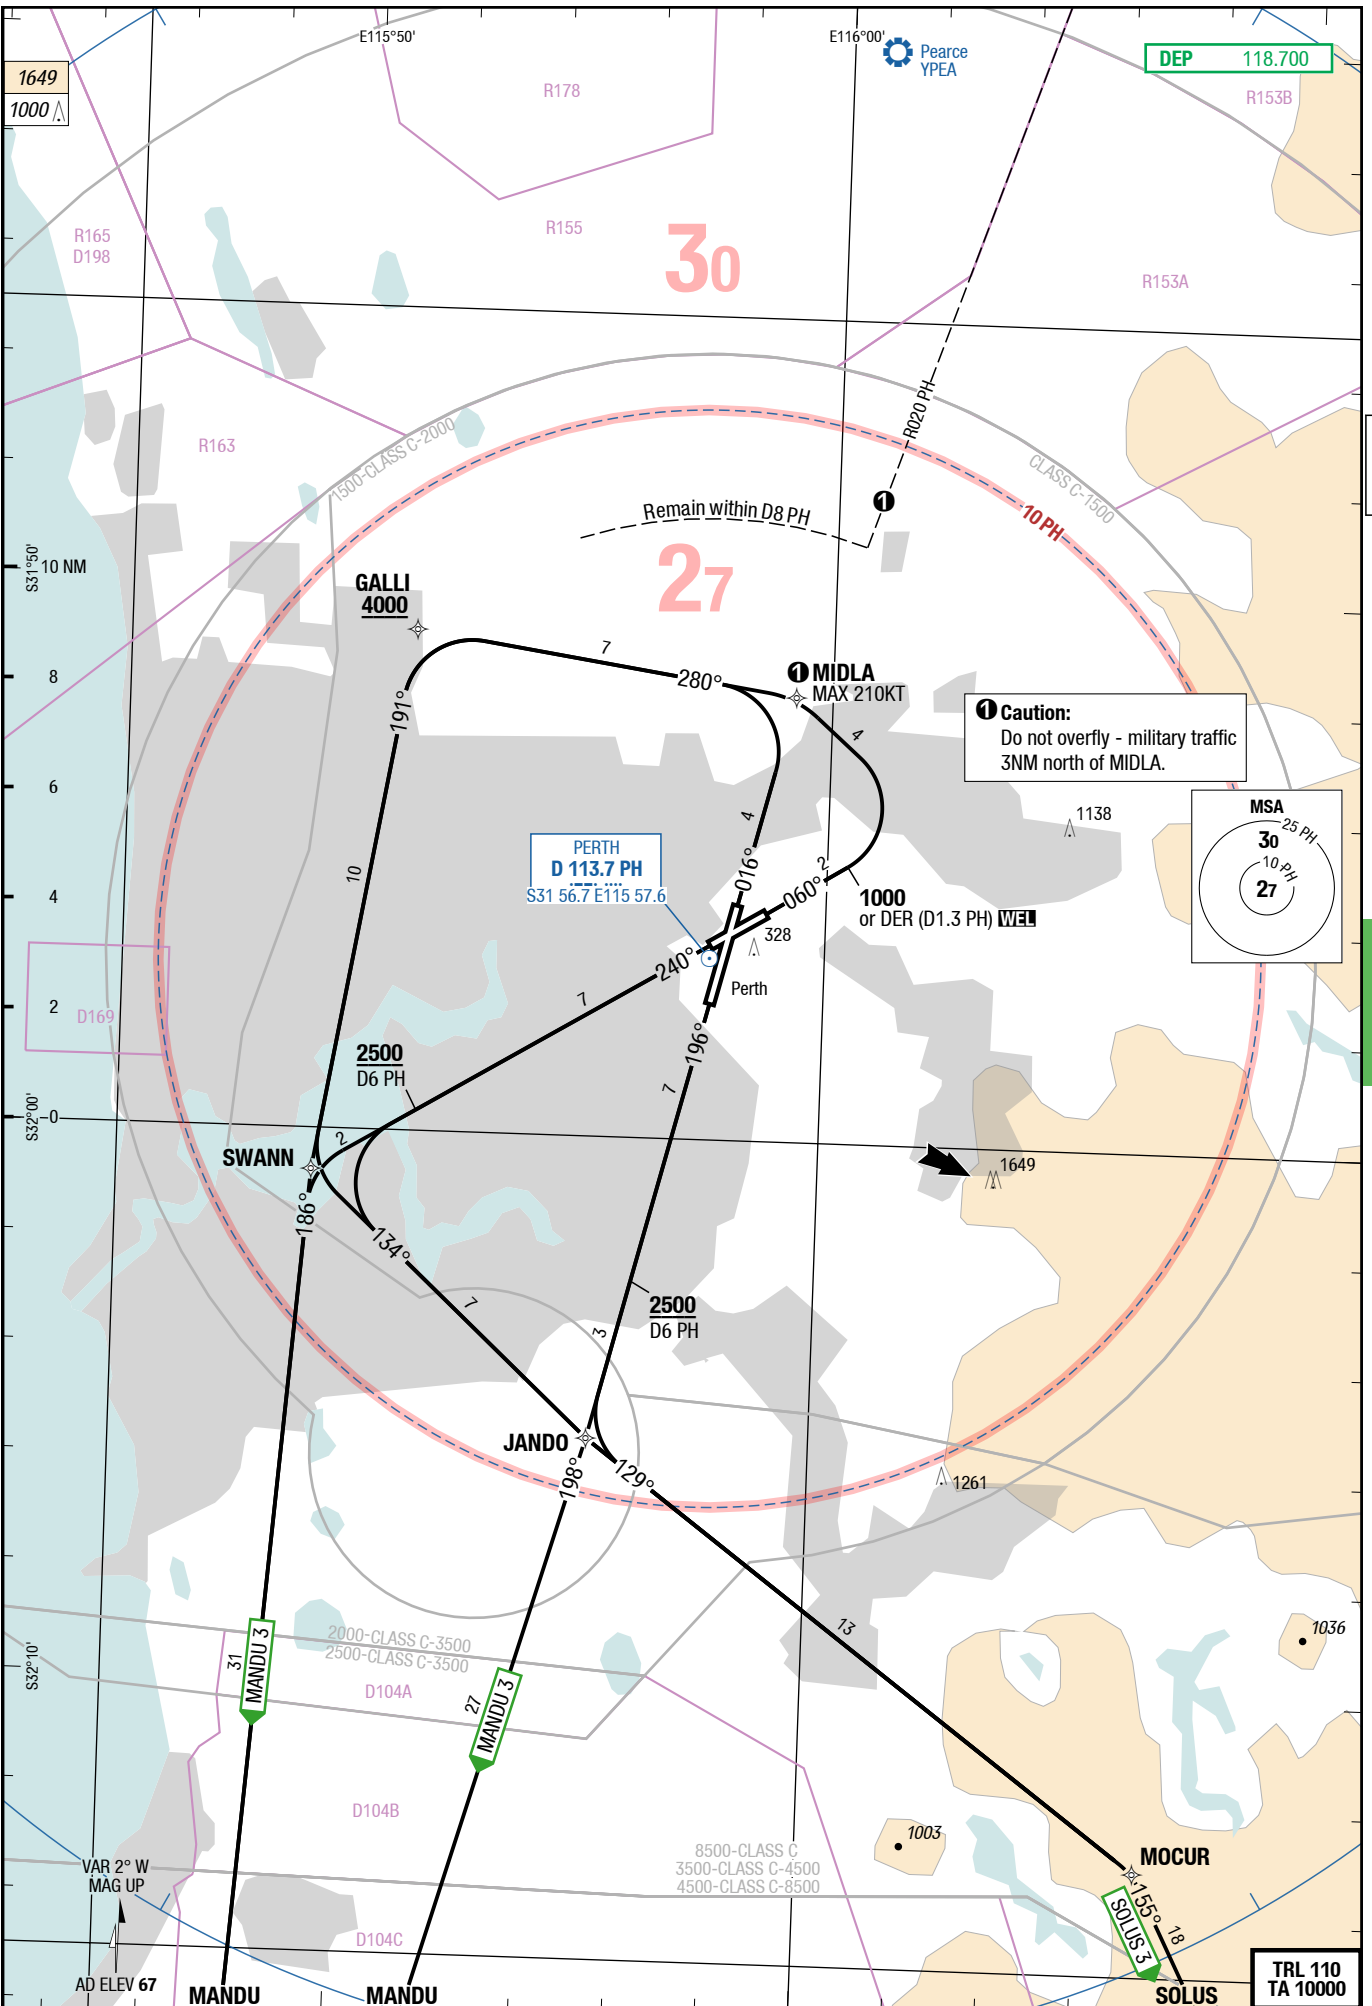 E115°50'
E116°00'
Pearce
YPEA
DEP 118.700
1649
1000
R178
R153B
R155
R165
D198
30
R153A
R163
1500-CLASS C-2000
R020 PH
CLASS C-1500
10 PH
Remain within D8 PH
1
27
S31°50'
10 NM
GALLI
4000
7
280°
1 MIDLA
MAX 210KT
8
191°
4
1 Caution:
Do not overfly - military traffic
3NM north of MIDLA.
6
MSA
25 PH
30
10 PH
27
1138
4
10
PERTH
D 113.7 PH
S31 56.7 E115 57.6
016°
2
060°
1000
or DER (D1.3 PH) WEL
4
328
240°
7
Perth
2
D169
196°
2500
D6 PH
7
S32°00'
0
2
SWANN
1649
186°
134°
7
2500
D6 PH
3
JANDO
198°
129°
1261
13
1036
2000-CLASS C-3500
2500-CLASS C-3500
S32°10'
31
MANDU 3
D104A
27
MANDU 3
D104B
1003
8500-CLASS C
3500-CLASS C-4500
4500-CLASS C-8500
MOCUR
VAR 2° W
MAG UP
155°
18
SOLUS 3
D104C
AD ELEV 67
MANDU
MANDU
SOLUS
TRL 110
TA 10000